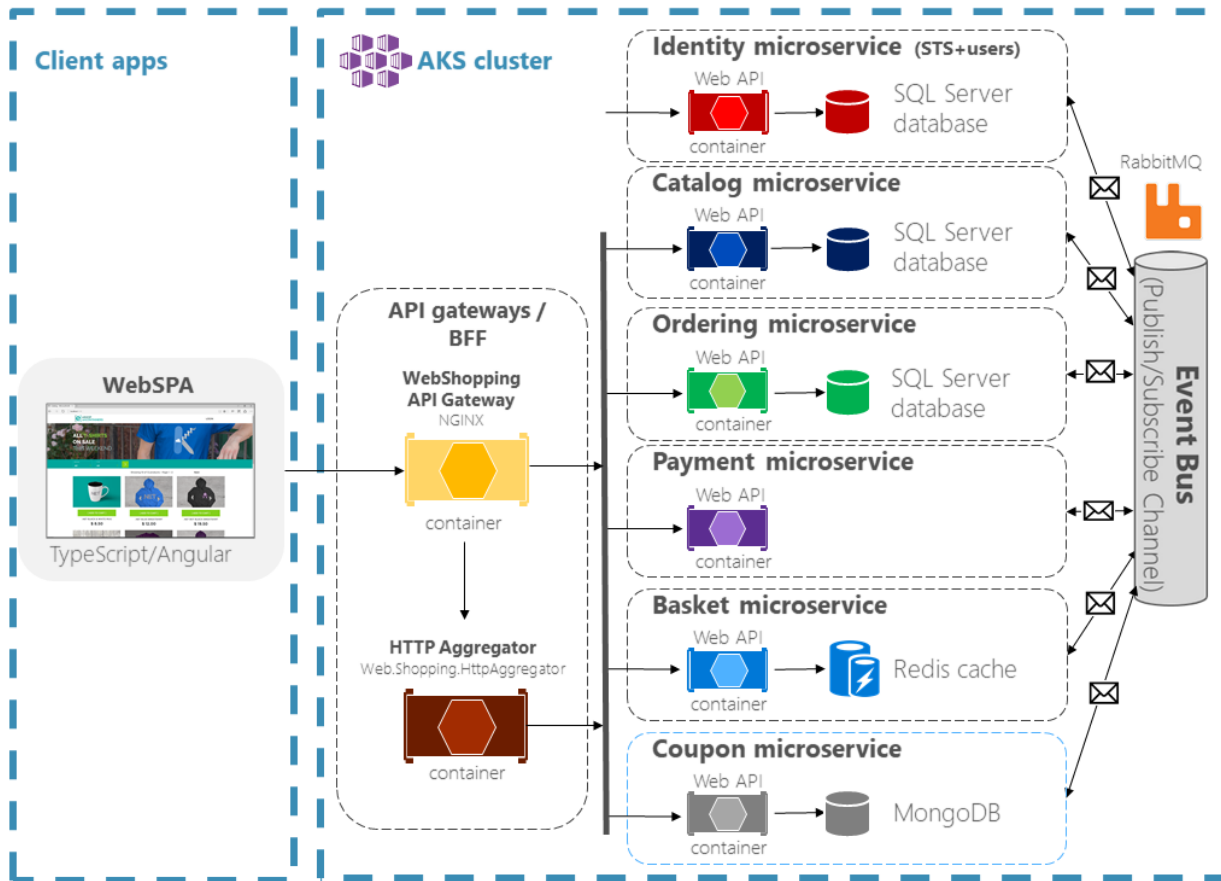 Client apps
WebSPA
TypeScript/Angular
AKS cluster
API gateways /
BFF
WebShopping
API Gateway
NGINX
container
HTTP Aggregator
Web.Shopping.HttpAggregator
container
Identity microservice (STS+users)
Web API
container
SQL Server
database
Catalog microservice
Web API
container
SQL Server
database
Ordering microservice
Web API
container
SQL Server
database
Payment microservice
Web API
container
Basket microservice
Web API
container
Redis cache
Coupon microservice
Web API
container
MongoDB
RabbitMQ
Event Bus
(Publish/Subscribe Channel)
ON SALE